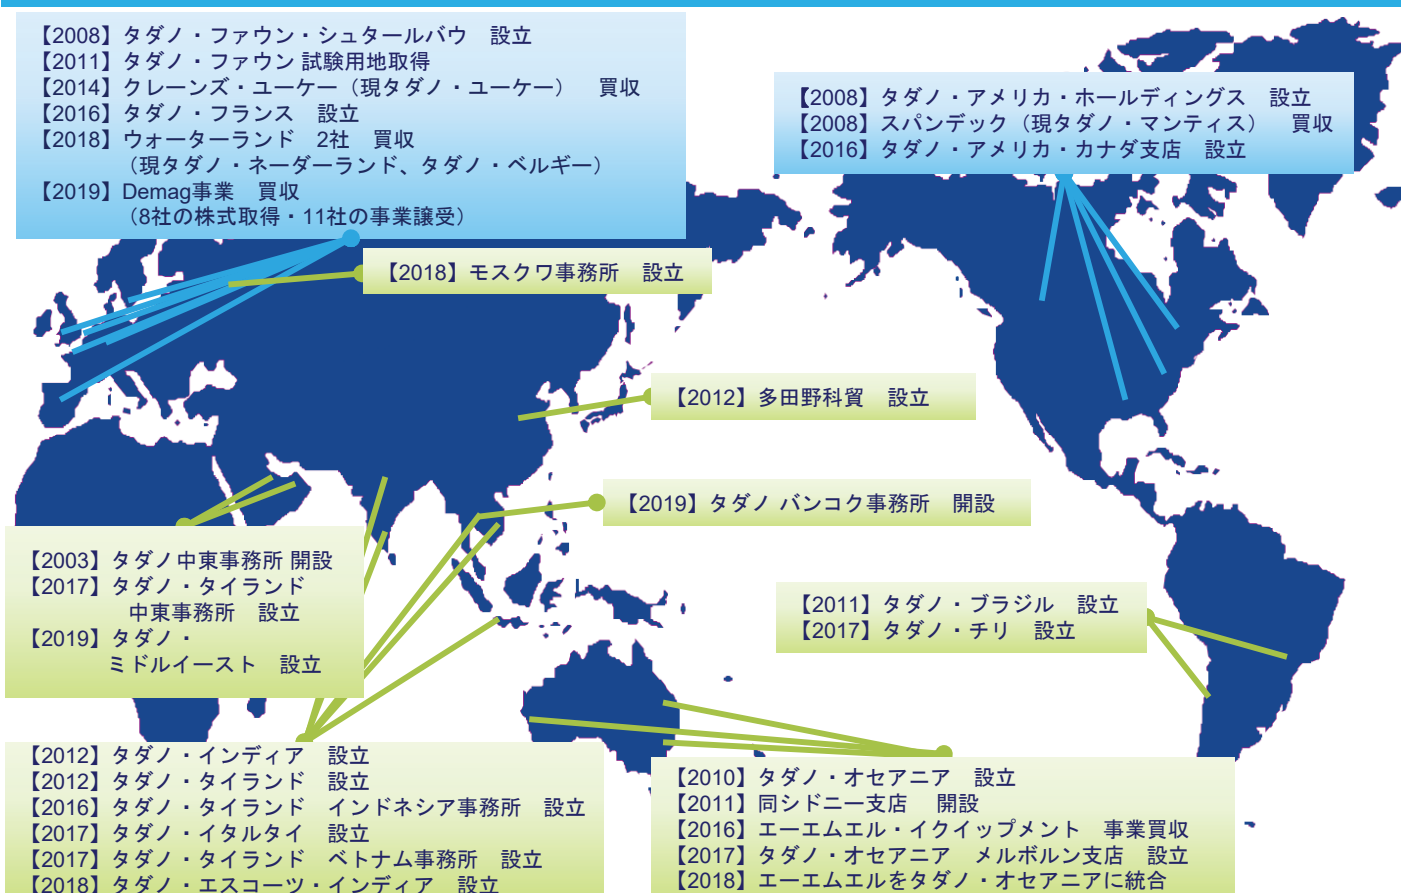 【2008】タダノ・ファウン・シュタールバウ　設立
【2011】タダノ・ファウン 試験用地取得
【2014】クレーンズ・ユーケー（現タダノ・ユーケー）　買収
【2016】タダノ・フランス　設立
【2018】ウォーターランド　2社　買収
（現タダノ・ネーダーランド、タダノ・ベルギー）
【2019】Demag事業　買収
（8社の株式取得・11社の事業譲受）
【2008】タダノ・アメリカ・ホールディングス　設立
【2008】スパンデック（現タダノ・マンティス）　買収
【2016】タダノ・アメリカ・カナダ支店　設立
【2018】モスクワ事務所　設立
【2012】多田野科貿　設立
【2019】タダノ バンコク事務所　開設
【2003】タダノ中東事務所 開設
【2017】タダノ・タイランド
中東事務所　設立
【2019】タダノ・
ミドルイースト　設立
【2011】タダノ・ブラジル　設立
【2017】タダノ・チリ　設立
【2012】タダノ・インディア　設立
【2012】タダノ・タイランド　設立
【2016】タダノ・タイランド　インドネシア事務所　設立
【2017】タダノ・イタルタイ　設立
【2017】タダノ・タイランド　ベトナム事務所　設立
【2018】タダノ・エスコーツ・インディア　設立
【2010】タダノ・オセアニア　設立
【2011】同シドニー支店　開設
【2016】エーエムエル・イクイップメント　事業買収
【2017】タダノ・オセアニア　メルボルン支店　設立
【2018】エーエムエルをタダノ・オセアニアに統合